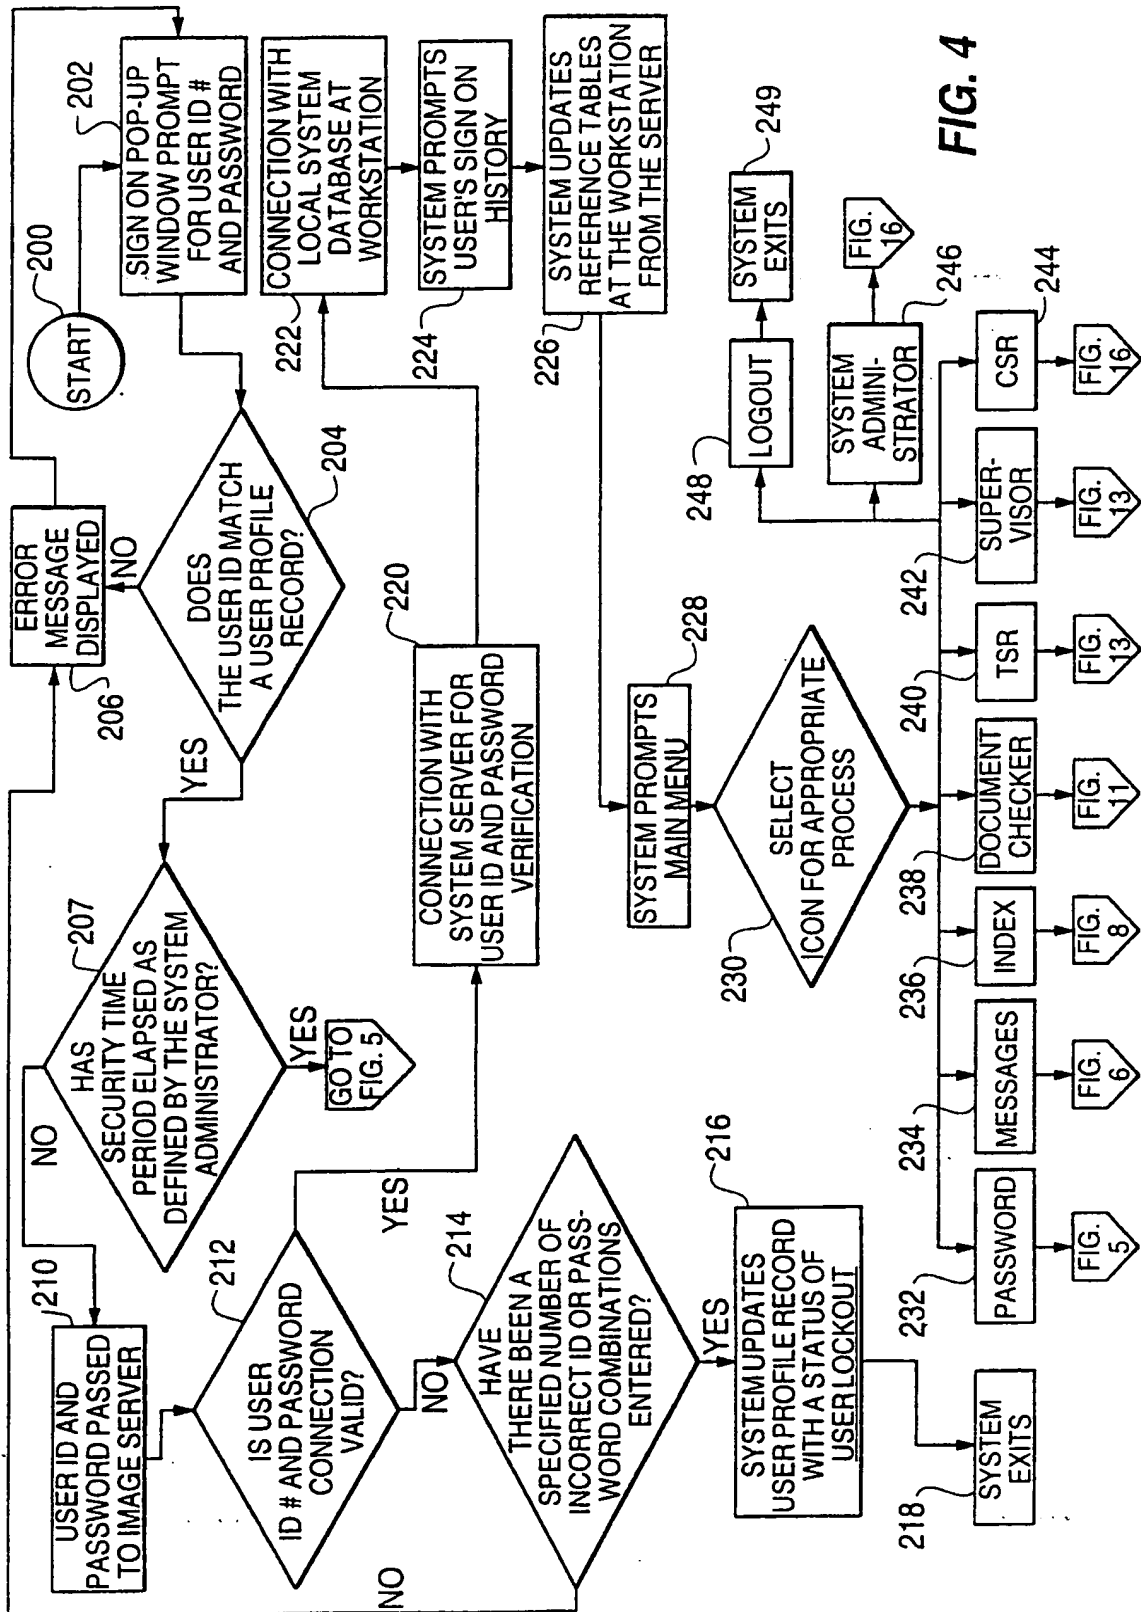 200
START
202
SIGN ON POP-UP
WINDOW PROMPT
FOR USER ID #
AND PASSWORD
204
DOES
THE USER ID MATCH
A USER PROFILE
RECORD?
NO
YES
206
ERROR
MESSAGE
DISPLAYED
207
HAS
SECURITY TIME
PERIOD ELAPSED AS
DEFINED BY THE SYSTEM
ADMINISTRATOR?
NO
YES
GO TO
FIG. 5
210
USER ID AND
PASSWORD PASSED
TO IMAGE SERVER
212
IS USER
ID # AND PASSWORD
CONNECTION
VALID?
YES
NO
214
HAVE
THERE BEEN A
SPECIFIED NUMBER OF
INCORRECT ID OR PASS-
WORD COMBINATIONS
ENTERED?
NO
YES
216
SYSTEM UPDATES
USER PROFILE RECORD
WITH A STATUS OF
USER LOCKOUT
218
SYSTEM
EXITS
220
CONNECTION WITH
SYSTEM SERVER FOR
USER ID AND PASSWORD
VERIFICATION
222
CONNECTION WITH
LOCAL SYSTEM
DATABASE AT
WORKSTATION
224
SYSTEM PROMPTS
USER'S SIGN ON
HISTORY
226
SYSTEM UPDATES
REFERENCE TABLES
AT THE WORKSTATION
FROM THE SERVER
228
SYSTEM PROMPTS
MAIN MENU
230
SELECT
ICON FOR APPROPRIATE
PROCESS
232
PASSWORD
FIG.
5
234
MESSAGES
FIG.
6
236
INDEX
FIG.
8
238
DOCUMENT
CHECKER
FIG.
11
240
TSR
FIG.
13
242
SUPER-
VISOR
FIG.
13
244
CSR
FIG.
16
246
SYSTEM
ADMINI-
STRATOR
FIG.
16
248
LOGOUT
249
SYSTEM
EXITS
FIG. 4